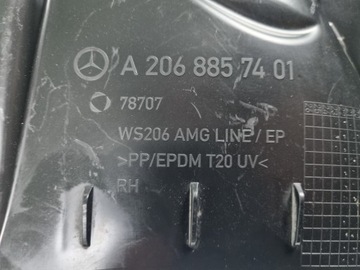 A 206 885 74 01
78707
WS206 AMG LINE / EP
>PP/EPDM T20 UV<
RH